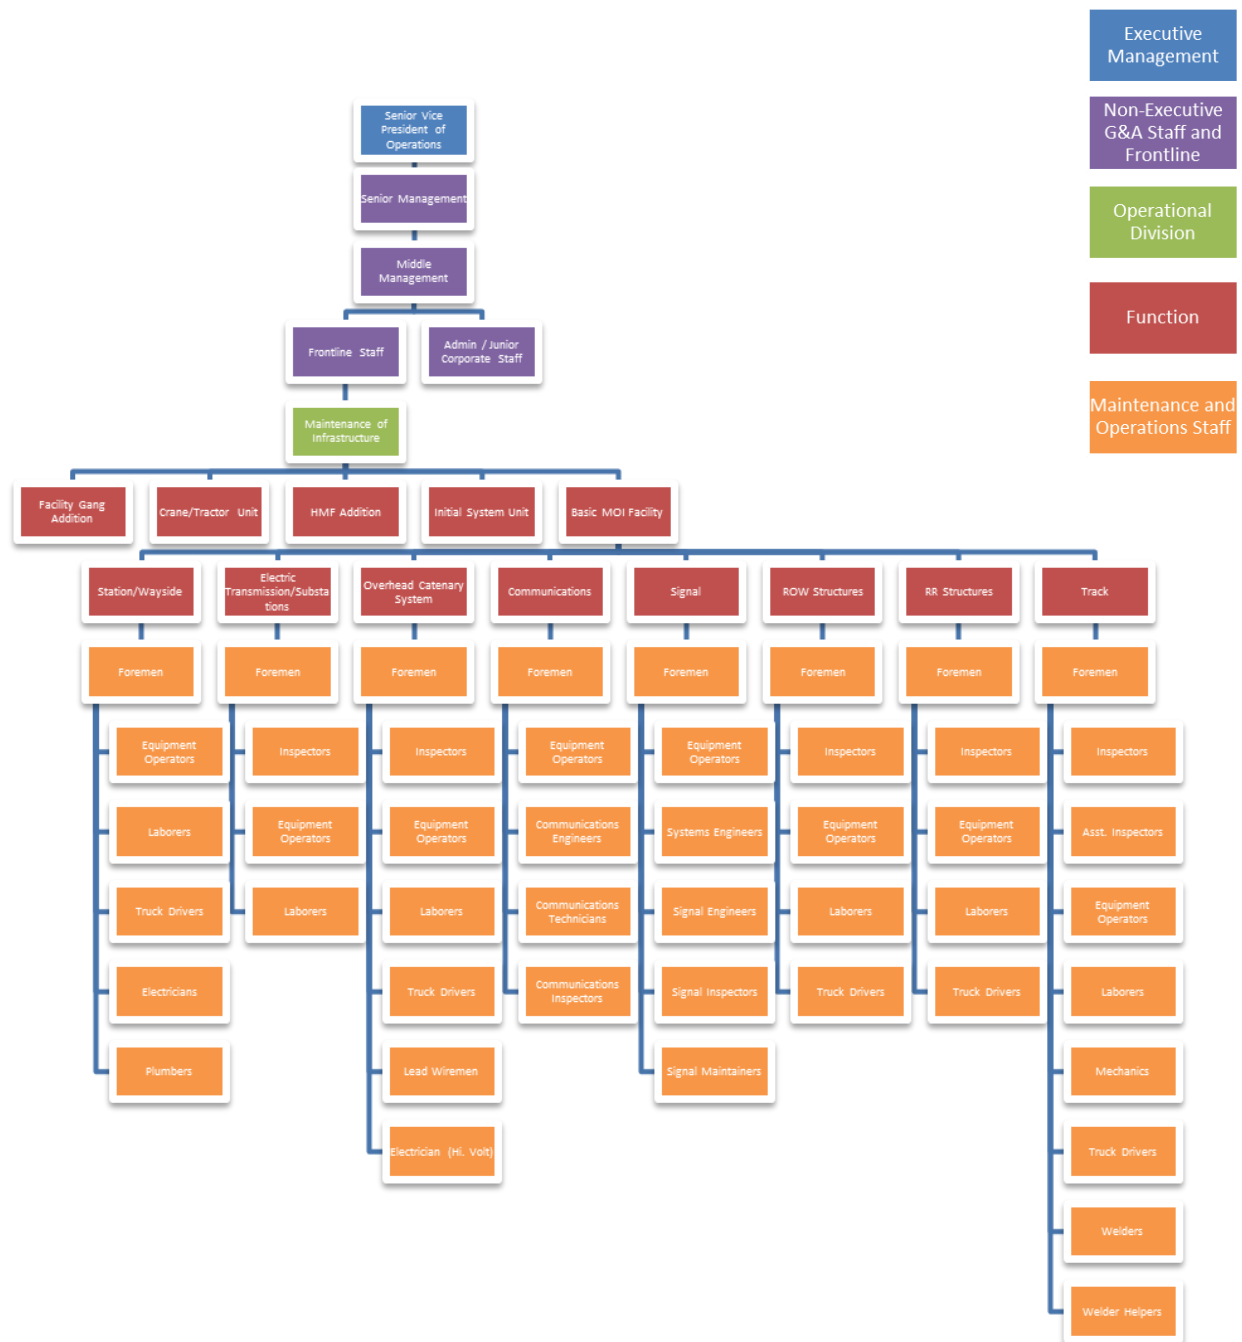 Executive
Management
Non-Executive
G&A Staff and
Frontline
Operational
Division
Function
Maintenance and
Operations Staff
Senior Vice
President of
Operations
Senior Management
Middle
Management
Frontline Staff
Admin / Junior
Corporate Staff
Maintenance of
Infrastructure
Facility Gang
Addition
Crane/Tractor Unit
HMF Addition
Initial System Unit
Basic MOI Facility
Station/Wayside
Electric
Transmission/Substa
tions
Overhead Catenary
System
Communications
Signal
ROW Structures
RR Structures
Track
Foremen
Foremen
Foremen
Foremen
Foremen
Foremen
Foremen
Foremen
Equipment
Operators
Inspectors
Inspectors
Equipment
Operators
Equipment
Operators
Inspectors
Inspectors
Inspectors
Laborers
Equipment
Operators
Equipment
Operators
Communications
Engineers
Systems Engineers
Equipment
Operators
Equipment
Operators
Asst. Inspectors
Truck Drivers
Laborers
Laborers
Communications
Technicians
Signal Engineers
Laborers
Laborers
Equipment
Operators
Electricians
Truck Drivers
Communications
Inspectors
Signal Inspectors
Truck Drivers
Truck Drivers
Laborers
Plumbers
Lead Wiremen
Signal Maintainers
Mechanics
Electrician (Hi. Volt)
Truck Drivers
Welders
Welder Helpers